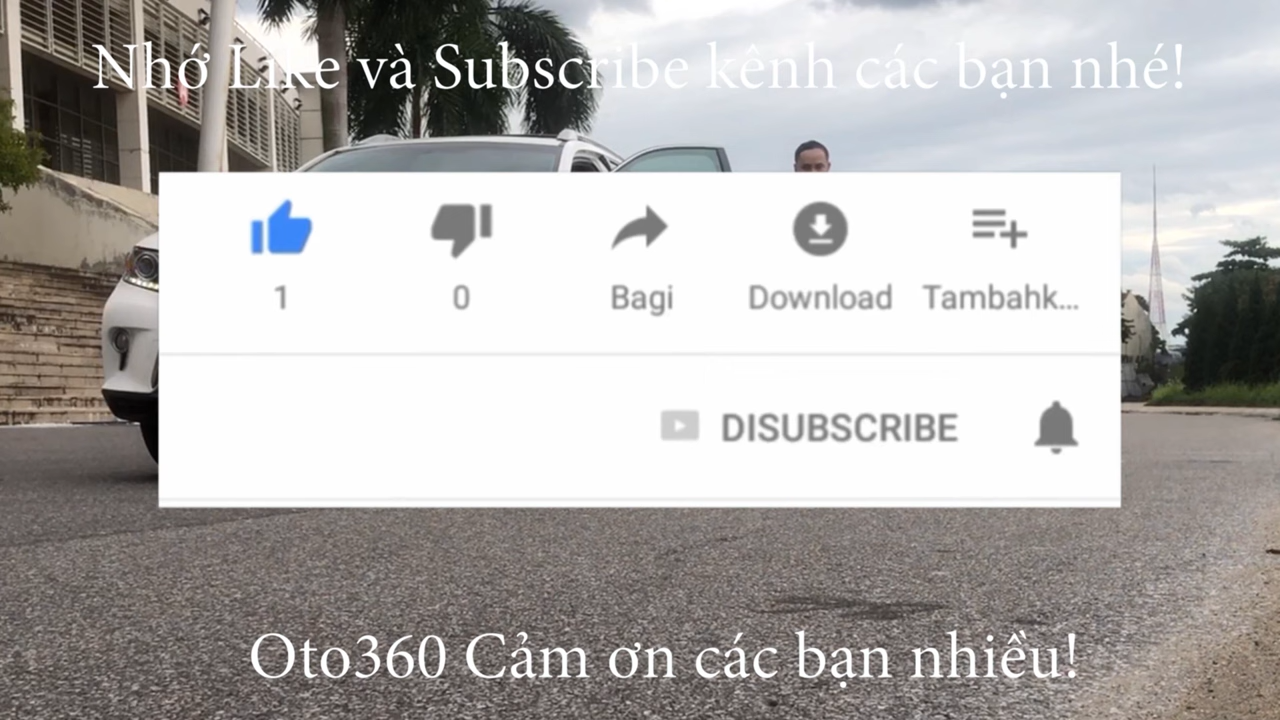 Nhớ Like và Subscribe kênh các bạn nhé!
1 0 Bagi Download Tambahk...
DISUBSCRIBE
Oto360 Cảm ơn các bạn nhiều!